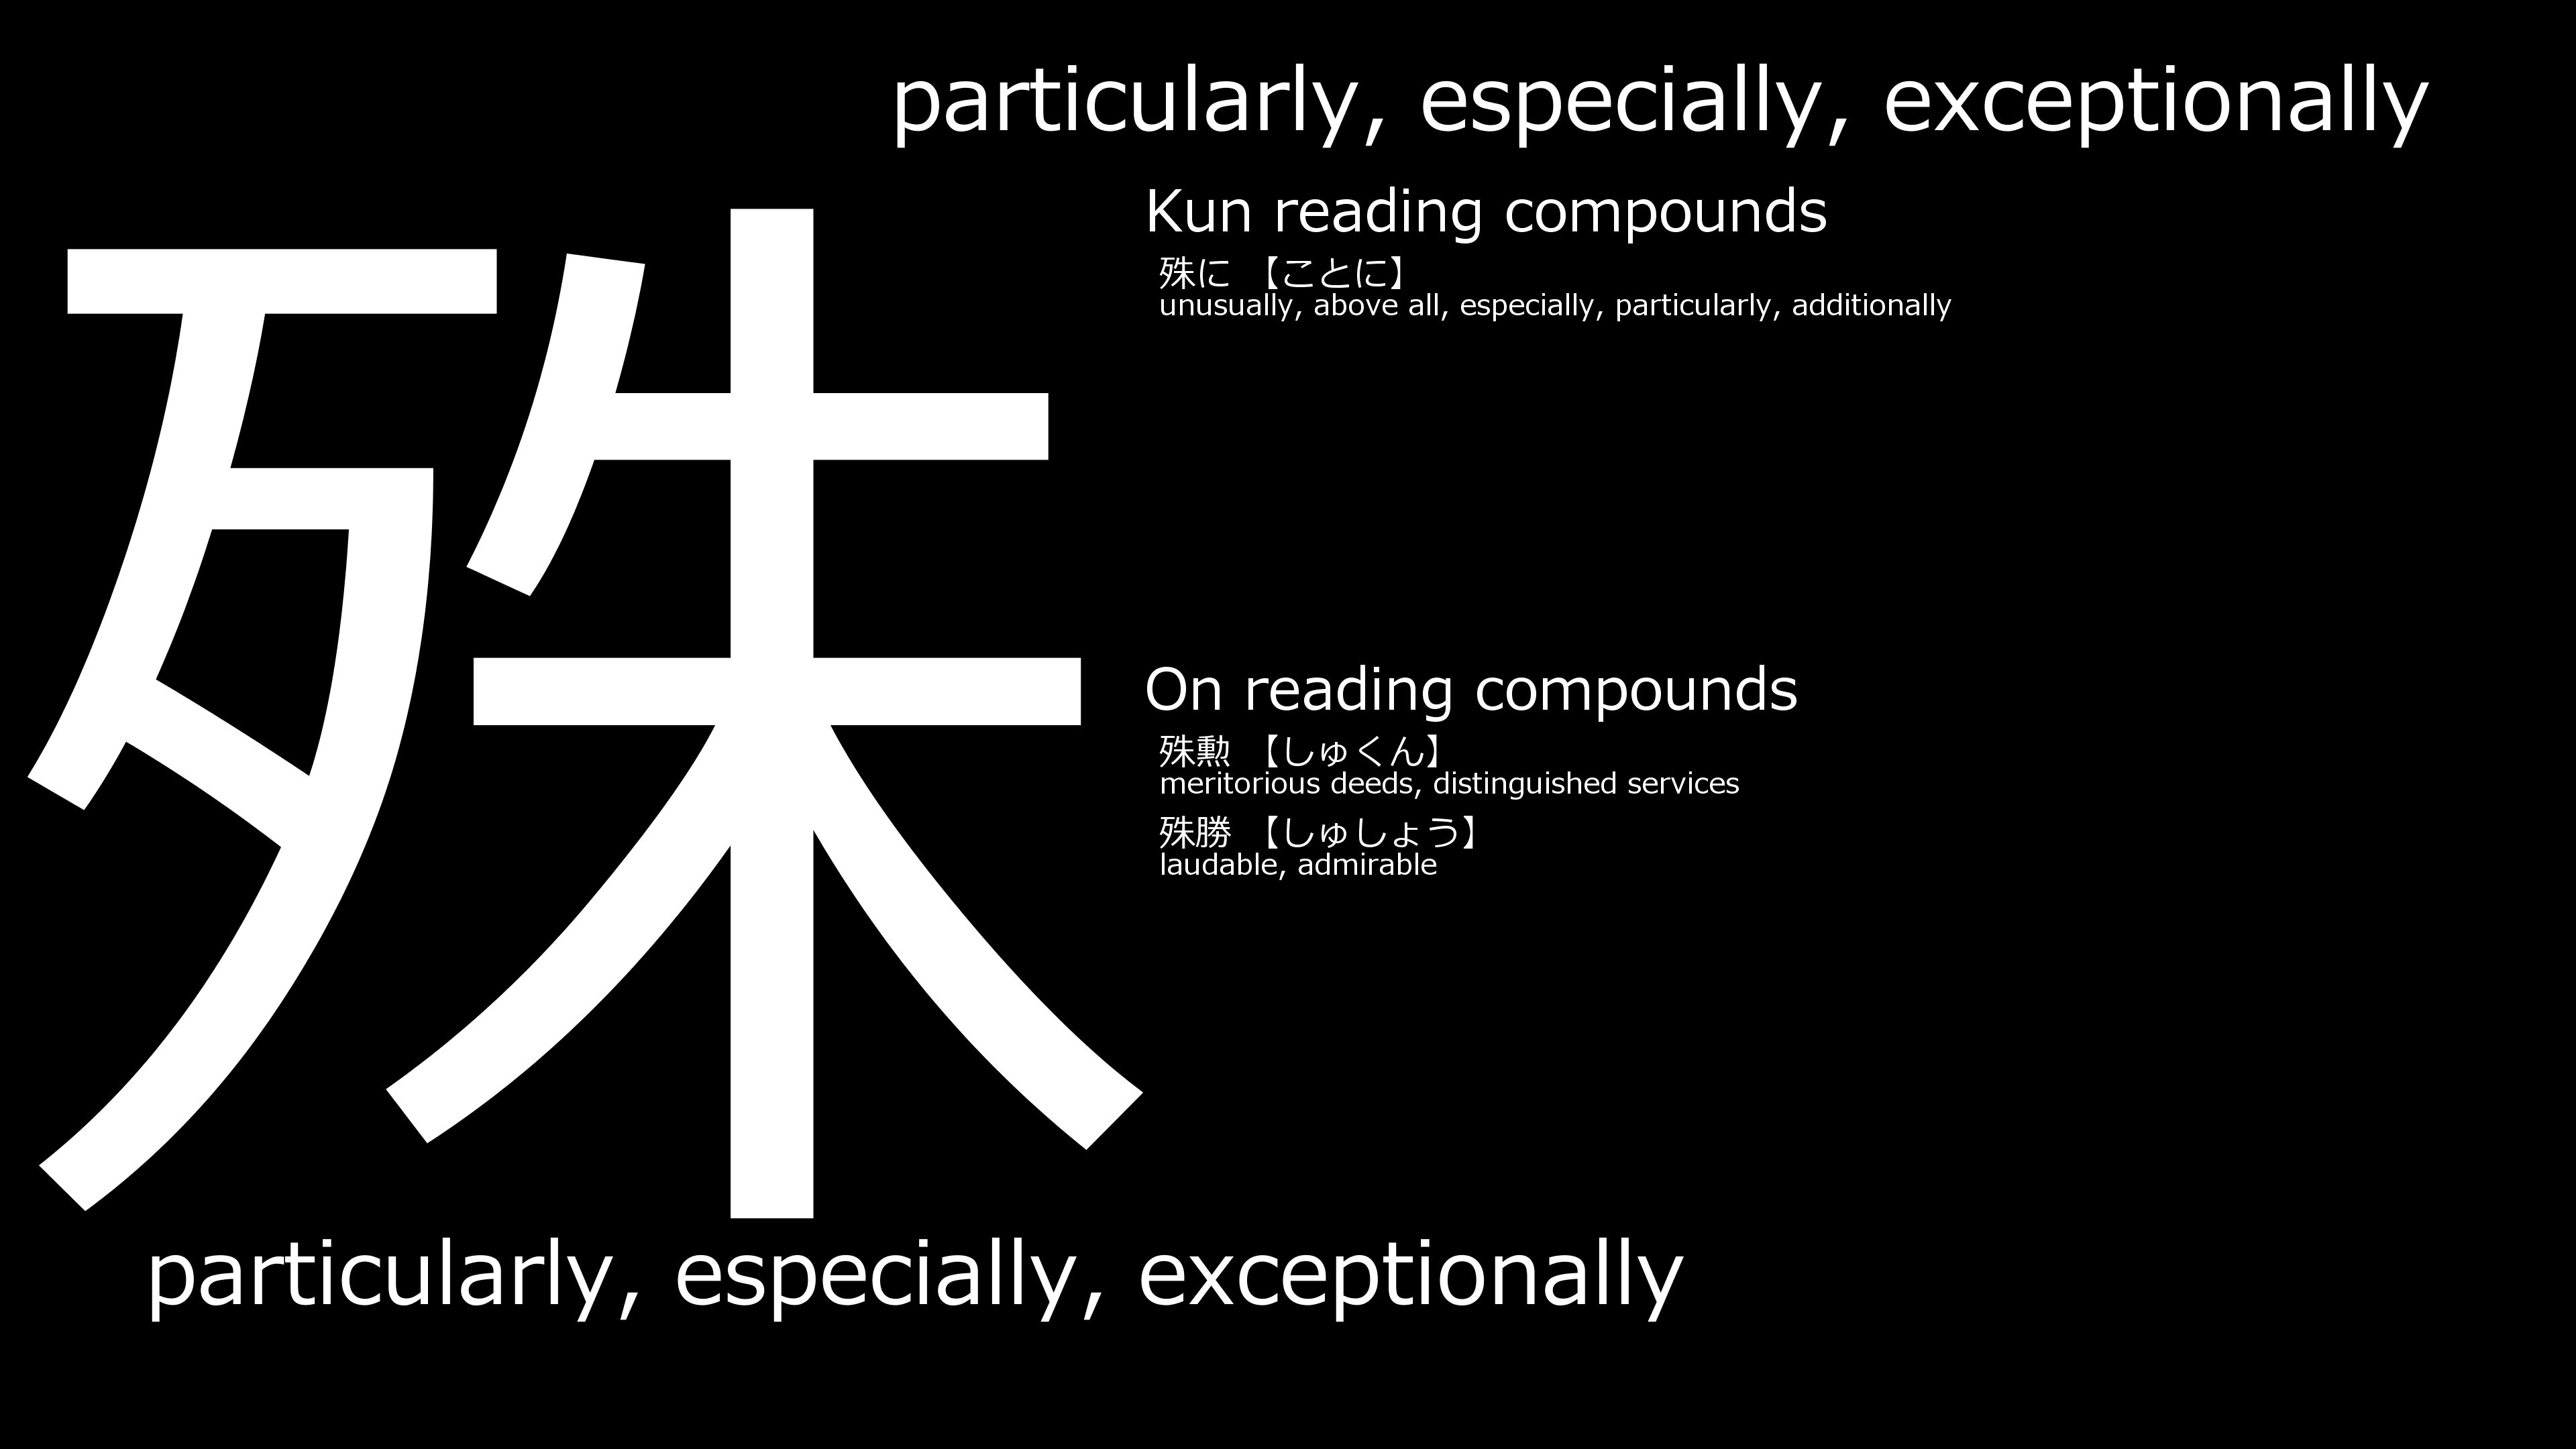 particularly, especially, exceptionally
殊
Kun reading compounds
殊に 【ことに】
unusually, above all, especially, particularly, additionally
On reading compounds
殊勲 【しゅくん】
meritorious deeds, distinguished services
殊勝 【しゅしょう】
laudable, admirable
particularly, especially, exceptionally